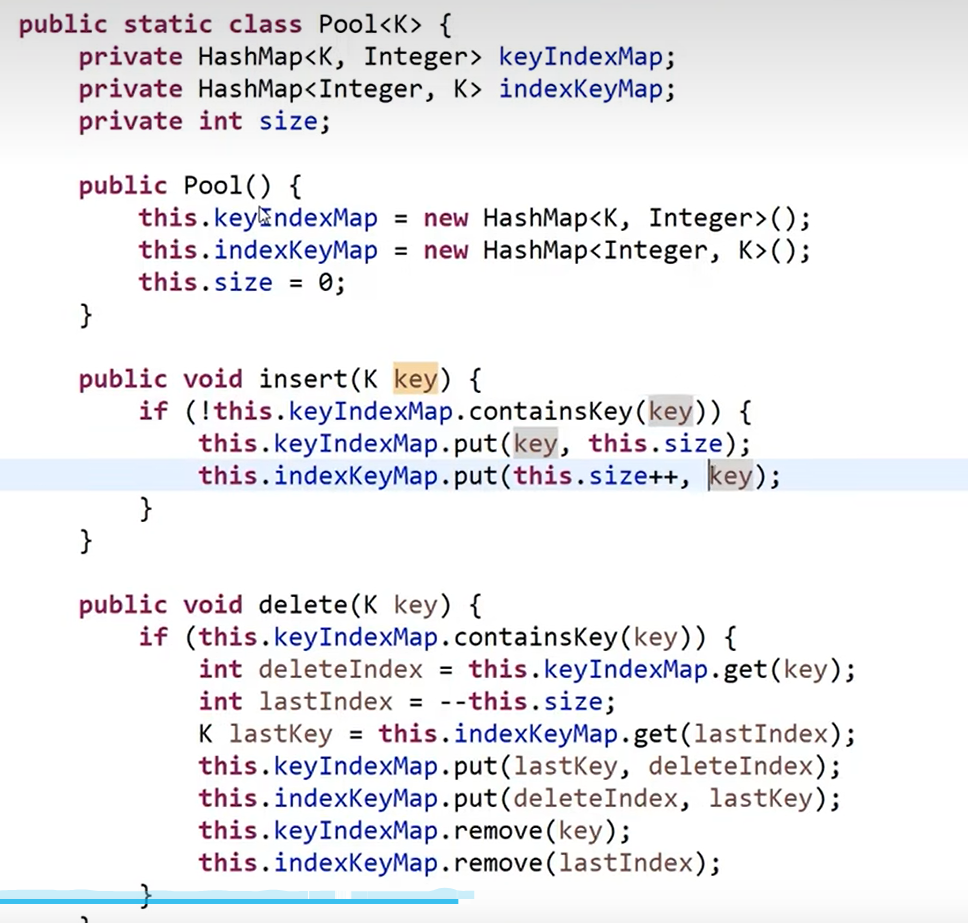 public static class Pool<K> {
    private HashMap<K, Integer> keyIndexMap;
    private HashMap<Integer, K> indexKeyMap;
    private int size;

    public Pool() {
        this.keyIndexMap = new HashMap<K, Integer>();
        this.indexKeyMap = new HashMap<Integer, K>();
        this.size = 0;
    }

    public void insert(K key) {
        if (!this.keyIndexMap.containsKey(key)) {
            this.keyIndexMap.put(key, this.size);
            this.indexKeyMap.put(this.size++, key);
        }
    }

    public void delete(K key) {
        if (this.keyIndexMap.containsKey(key)) {
            int deleteIndex = this.keyIndexMap.get(key);
            int lastIndex = --this.size;
            K lastKey = this.indexKeyMap.get(lastIndex);
            this.keyIndexMap.put(lastKey, deleteIndex);
            this.indexKeyMap.put(deleteIndex, lastKey);
            this.keyIndexMap.remove(key);
            this.indexKeyMap.remove(lastIndex);
        }
    }